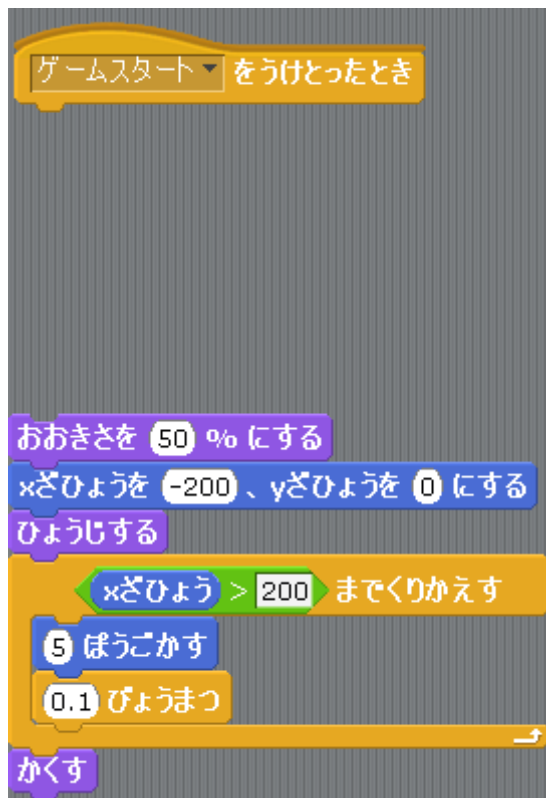 ゲームスタート をうけとったとき
おおきさを 50 % にする
xざひょうを -200 、yざひょうを 0 にする
ひょうじする
xざひょう > 200 までくりかえす
5 ほうごかす
0.1 びょうまつ
かくす